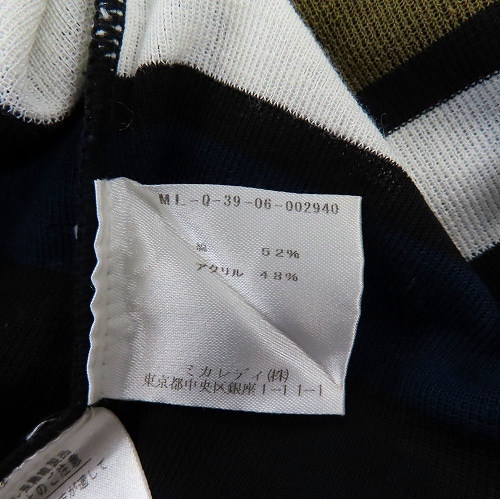 ML-Q-39-06-002940
綿 52%
アクリル 48%
ミカレディ(株)
東京都中央区銀座1-11-1